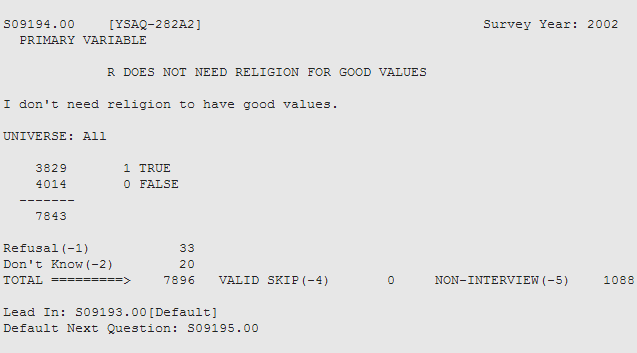 S09194.00 [YSAQ-282A2] Survey Year: 2002
PRIMARY VARIABLE
R DOES NOT NEED RELIGION FOR GOOD VALUES
I don't need religion to have good values.
UNIVERSE: All
3829 1 TRUE
4014 0 FALSE
-------
7843
Refusal(-1) 33
Don't Know(-2) 20
TOTAL =========> 7896 VALID SKIP(-4) 0 NON-INTERVIEW(-5) 1088
Lead In: S09193.00[Default]
Default Next Question: S09195.00